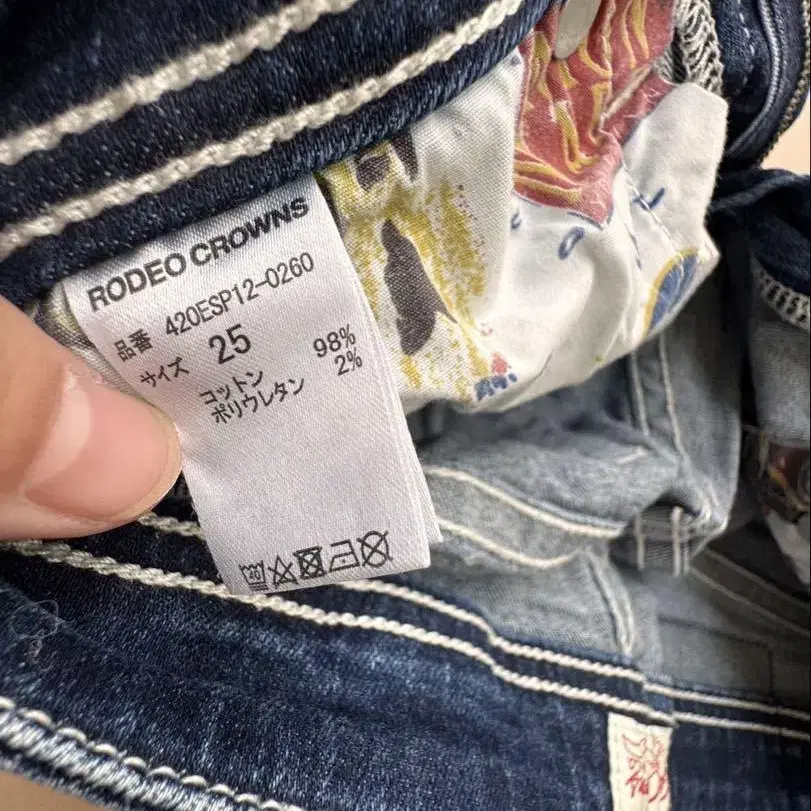 RODEO CROWNS
品番 420ESP12-0260
サイズ 25
コットン 98%
ポリウレタン 2%
40